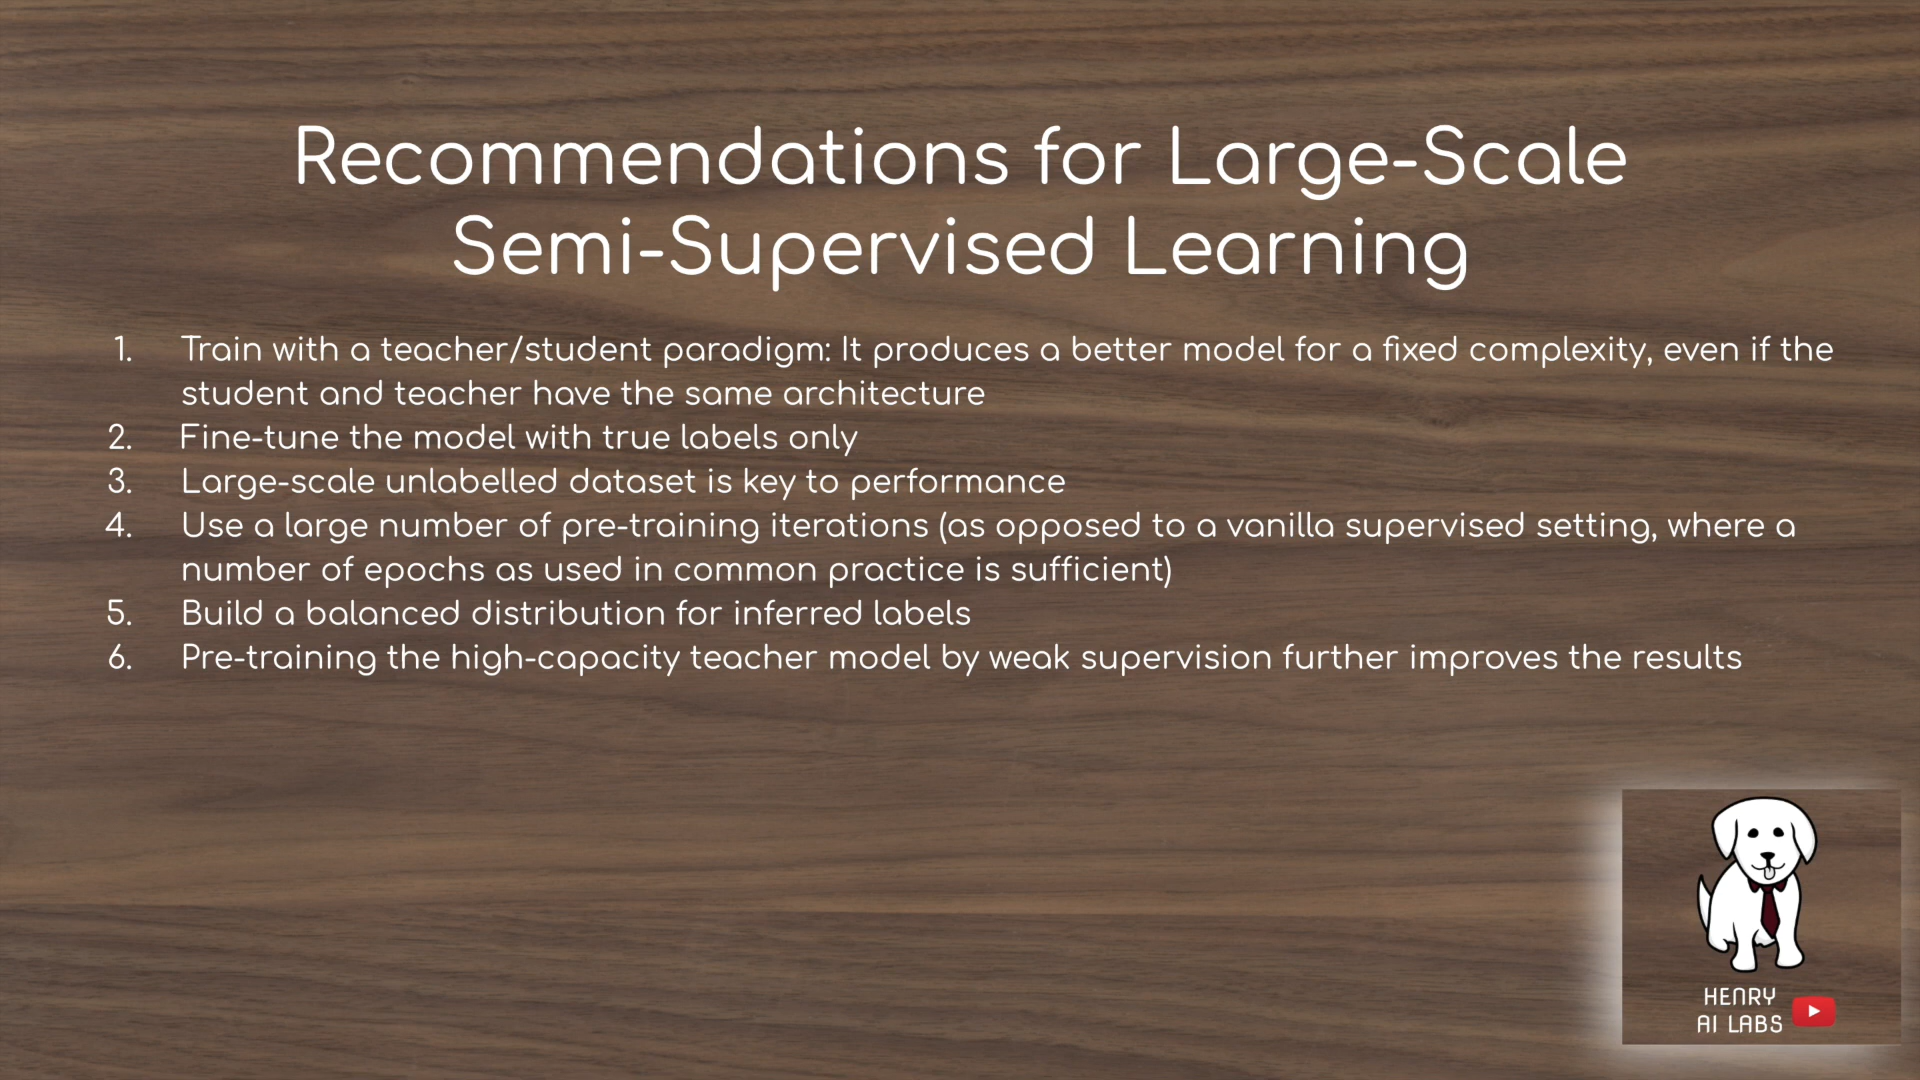 Recommendations for Large-Scale
Semi-Supervised Learning
1. Train with a teacher/student paradigm: It produces a better model for a fixed complexity, even if the
student and teacher have the same architecture
2. Fine-tune the model with true labels only
3. Large-scale unlabelled dataset is key to performance
4. Use a large number of pre-training iterations (as opposed to a vanilla supervised setting, where a
number of epochs as used in common practice is sufficient)
5. Build a balanced distribution for inferred labels
6. Pre-training the high-capacity teacher model by weak supervision further improves the results
HENRY
AI LABS